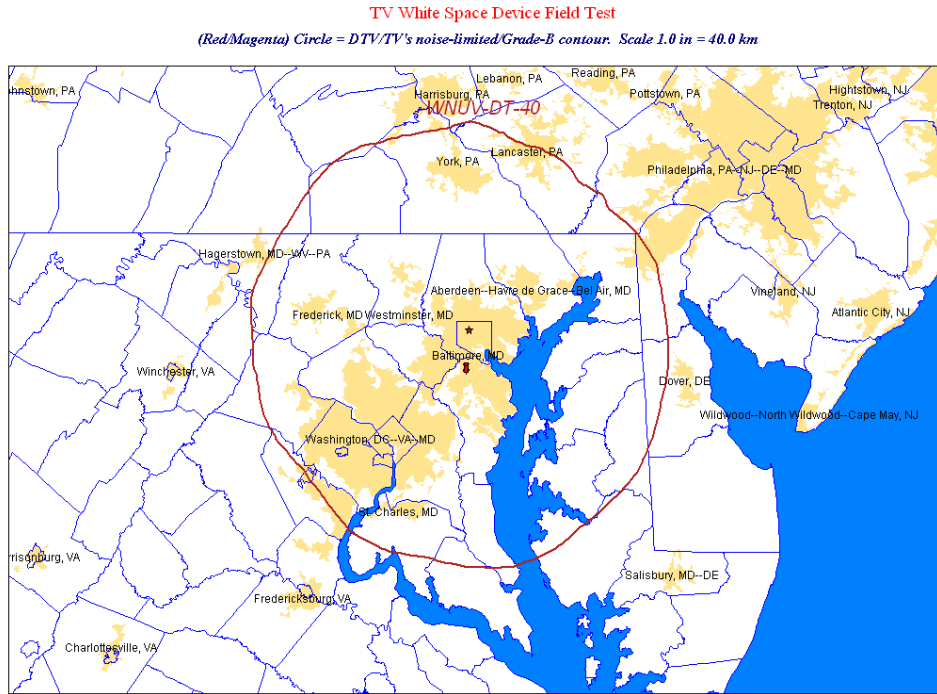 TV White Space Device Field Test
(Red/Magenta) Circle = DTV/TV's noise-limited/Grade-B contour. Scale 1.0 in = 40.0 km
Lebanon, PA
Reading, PA
ohnstown, PA
Harrisburg, PA
Pottstown, PA
Hightstown, NJ
Trenton, NJ
WNUV-DT-40
York, PA
Lancaster, PA
Philadelphia, PA--NJ--DE--MD
Hagerstown, MD--WV--PA
Aberdeen--Havre de Grace--Bel Air, MD
Vineland, NJ
Frederick, MD
Westminster, MD
Atlantic City, NJ
Baltimore, MD
Winchester, VA
Dover, DE
Wildwood--North Wildwood--Cape May, NJ
Washington, DC--VA--MD
St. Charles, MD
rrisonburg, VA
Salisbury, MD--DE
Fredericksburg, VA
Charlottesville, VA